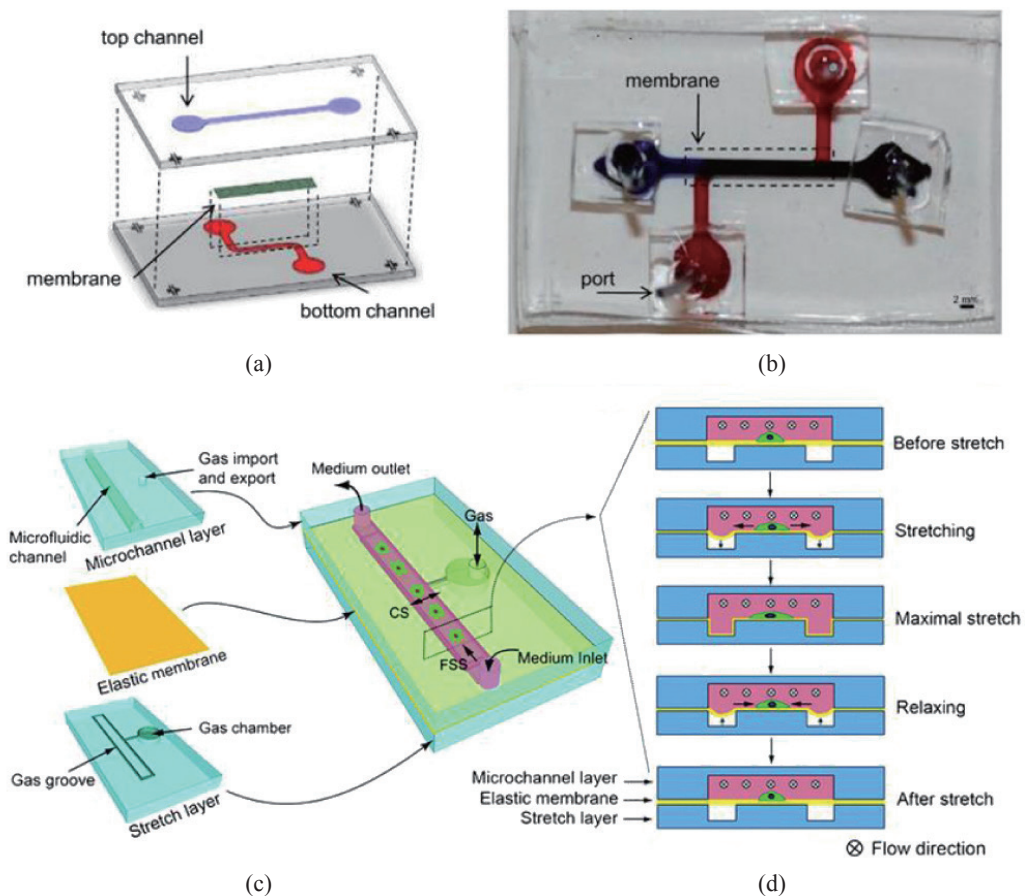 top channel
membrane
bottom channel
(a)
membrane
port
2 mm
(b)
Gas import
and export
Microfluidic
channel
Microchannel layer
Elastic membrane
Gas chamber
Gas groove
Stretch layer
Medium outlet
Gas
CS
FSS
Medium Inlet
(c)
Before stretch
Stretching
Maximal stretch
Relaxing
Microchannel layer
Elastic membrane
Stretch layer
After stretch
Flow direction
(d)